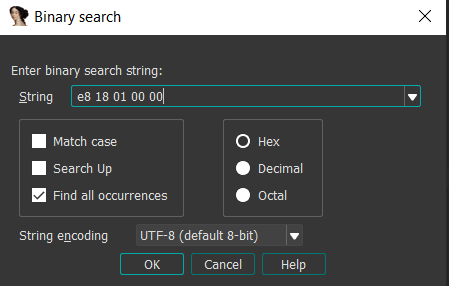 Binary search
Enter binary search string:
String e8 18 01 00 00
Match case
Search Up
Find all occurrences
Hex
Decimal
Octal
String encoding UTF-8 (default 8-bit)
OK Cancel Help